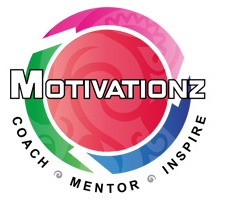 MOTIVATIONZ
COACH MENTOR INSPIRE